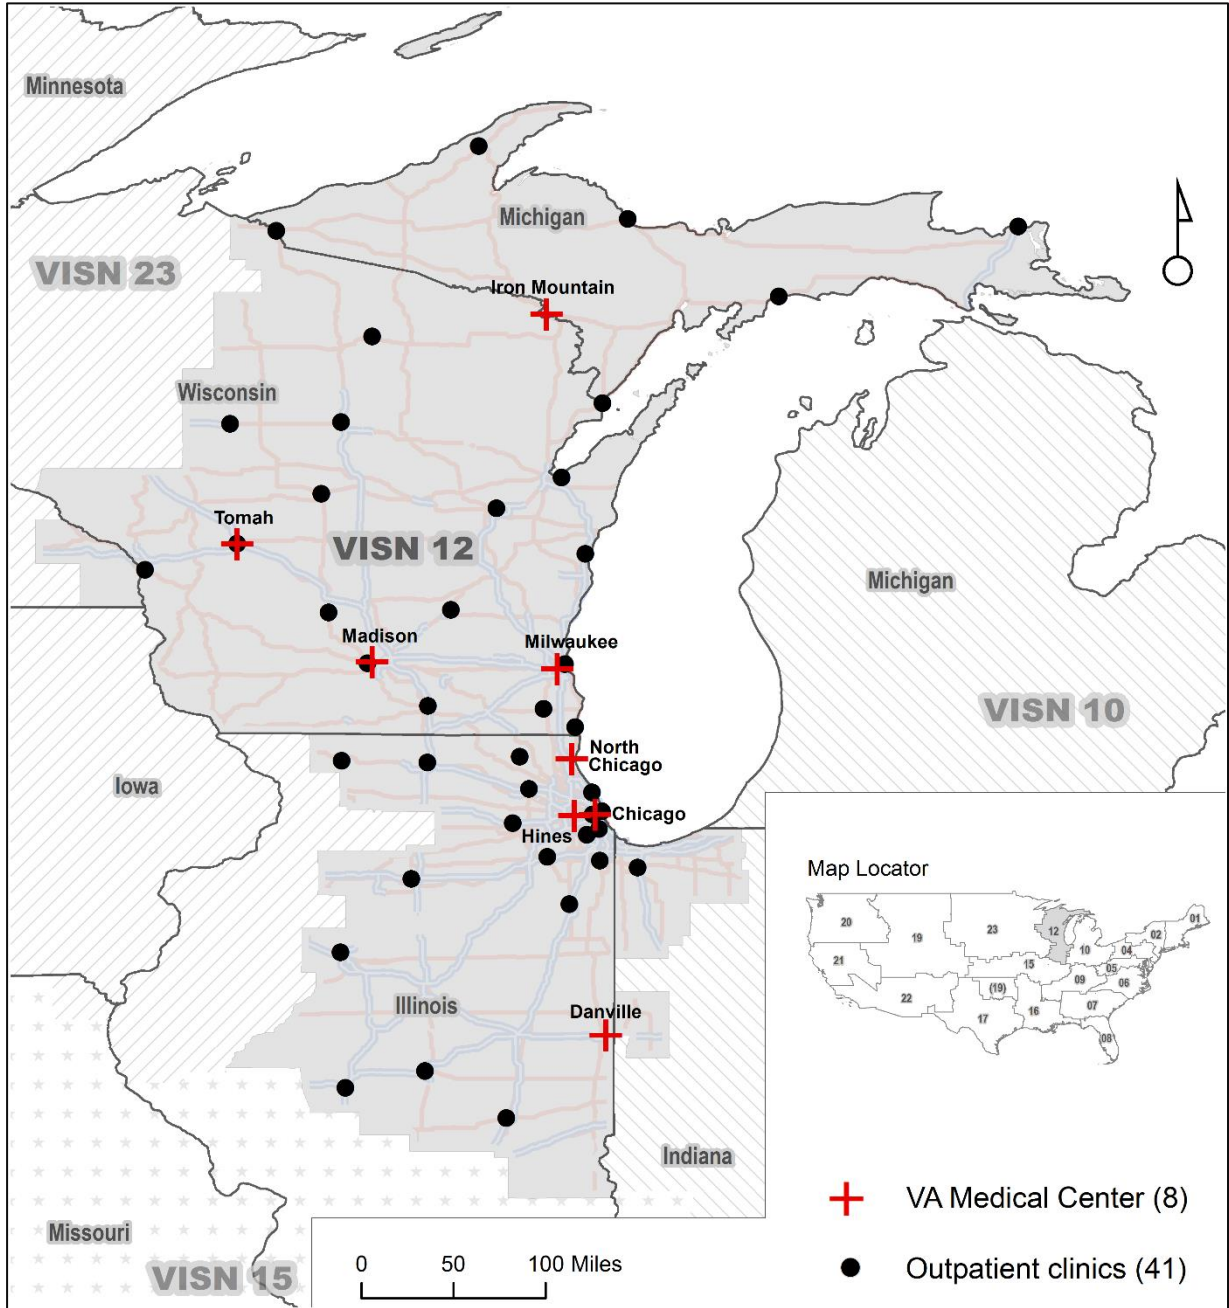 Minnesota
Michigan
VISN 23
Iron Mountain
Wisconsin
Tomah
VISN 12
Michigan
Madison
Milwaukee
VISN 10
North
Chicago
Iowa
Chicago
Hines
Map Locator
01
20
12
02
23
19
10
04
21
15
05
09
06
(19)
22
16
07
17
08
Illinois
Danville
Indiana
VA Medical Center (8)
Missouri
0 50 100 Miles
Outpatient clinics (41)
VISN 15